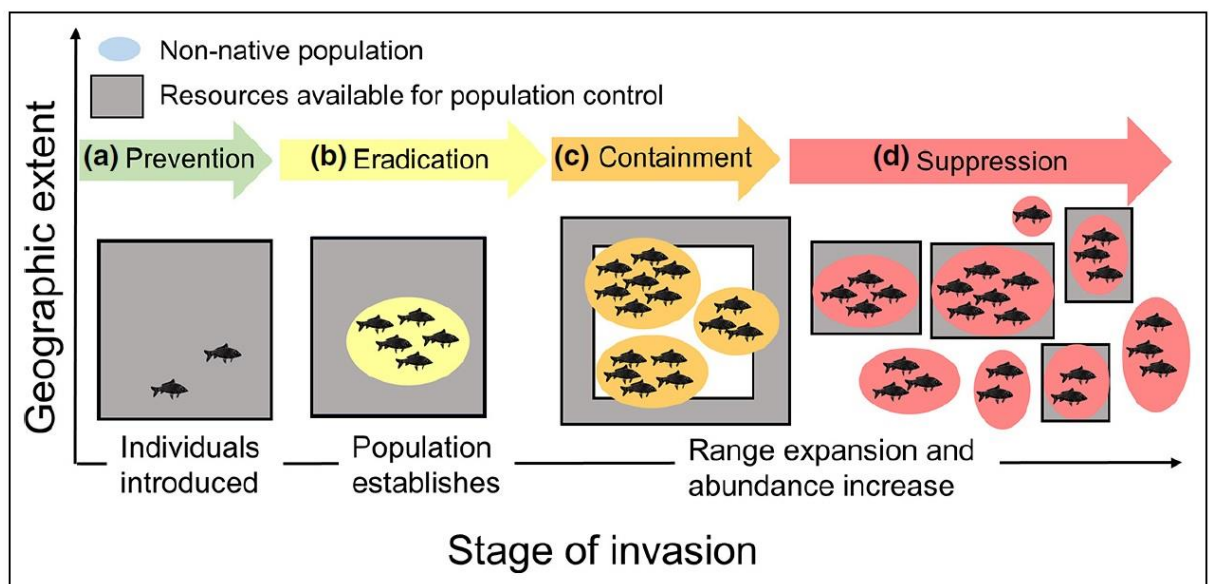 Non-native population
Resources available for population control
(a) Prevention
(b) Eradication
(c) Containment
(d) Suppression
Geographic extent
Individuals
introduced
Population
establishes
Range expansion and
abundance increase
Stage of invasion